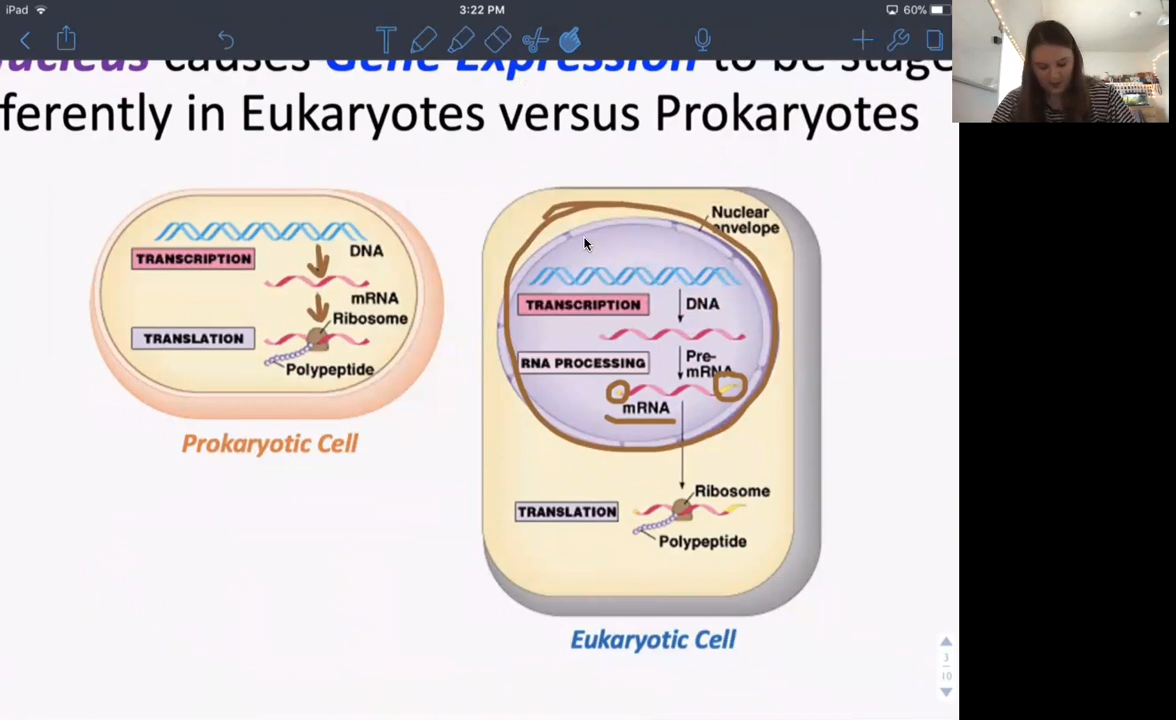 iPad
3:22 PM
60%
causes Gene Expression to be stage
ferently in Eukaryotes versus Prokaryotes
TRANSCRIPTION
DNA
mRNA
Ribosome
TRANSLATION
Polypeptide
Prokaryotic Cell
Nuclear
envelope
TRANSCRIPTION
DNA
RNA PROCESSING
Pre-
mRNA
mRNA
Ribosome
TRANSLATION
Polypeptide
Eukaryotic Cell
3
10